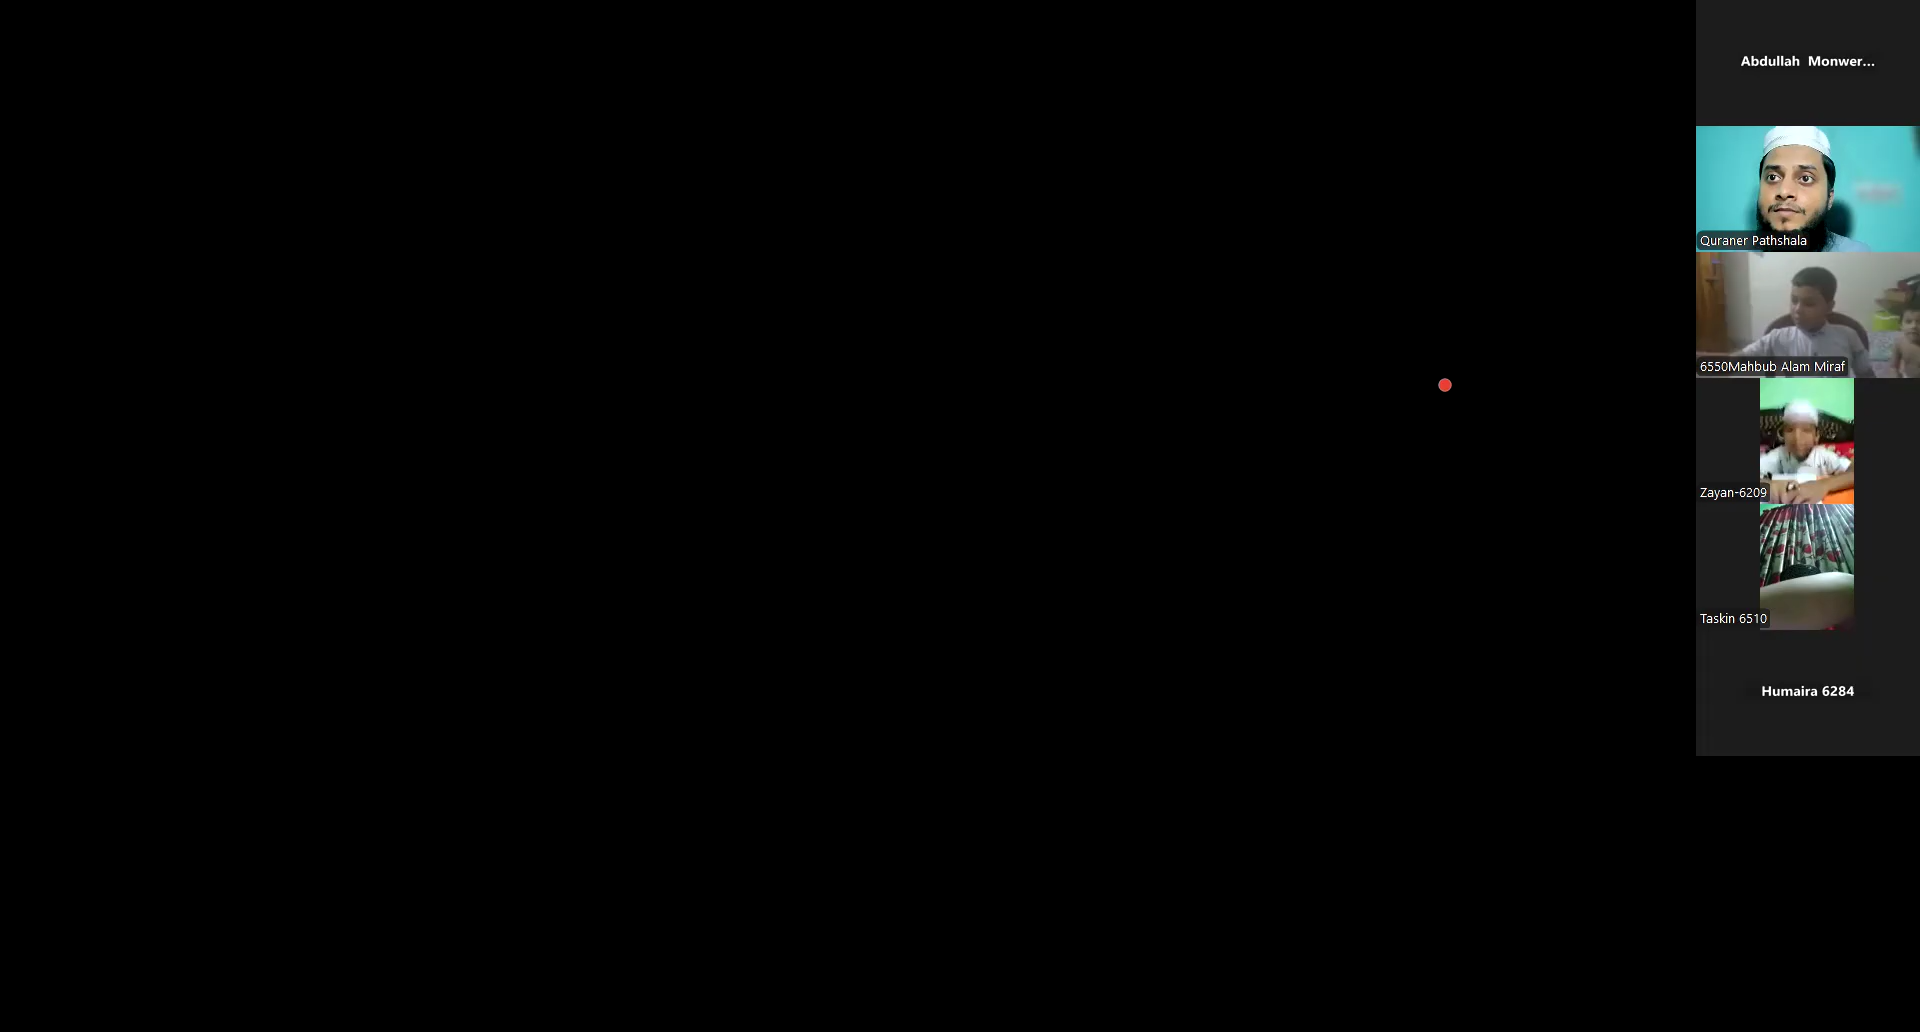 Abdullah  Monwer...
Quraner Pathshala
6550Mahbub Alam Miraf
Zayan-6209
Taskin 6510
Humaira 6284